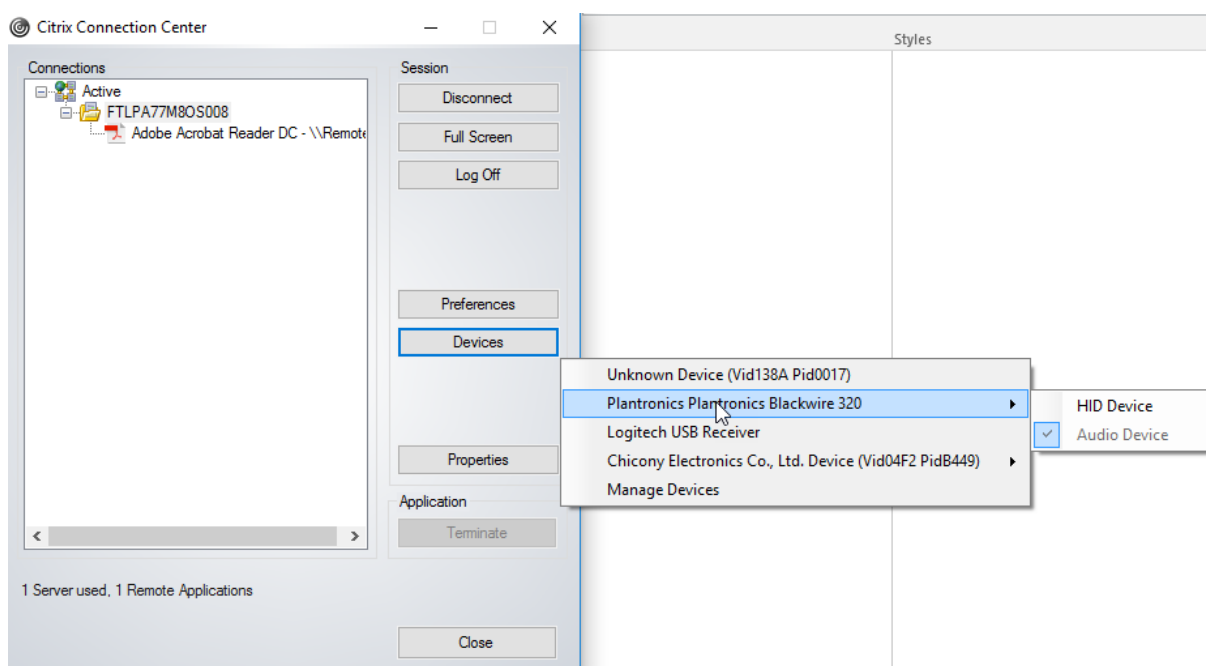 Citrix Connection Center
Styles
Connections
Active
FTLPA77M8OS008
Adobe Acrobat Reader DC - \\Remote
Session
Disconnect
Full Screen
Log Off
Preferences
Devices
Properties
Application
Terminate
Unknown Device (Vid138A Pid0017)
Plantronics Plantronics Blackwire 320
Logitech USB Receiver
Chicony Electronics Co., Ltd. Device (Vid04F2 PidB449)
Manage Devices
HID Device
Audio Device
1 Server used, 1 Remote Applications
Close